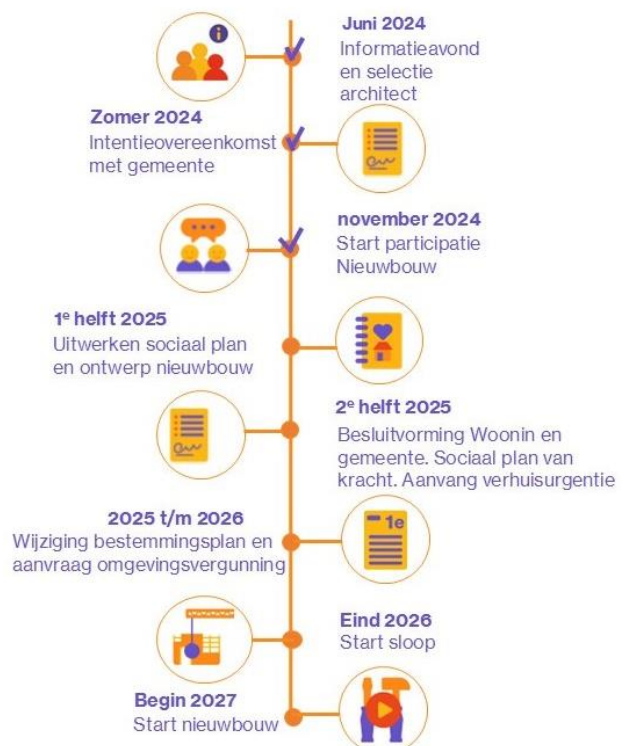 Juni 2024
Informatieavond
en selectie
architect
Zomer 2024
Intentieovereenkomst
met gemeente
november 2024
Start participatie
Nieuwbouw
1e helft 2025
Uitwerken sociaal plan
en ontwerp nieuwbouw
2e helft 2025
Besluitvorming Woonin en
gemeente. Sociaal plan van
kracht. Aanvang verhuisurgentie
2025 t/m 2026
Wijziging bestemmingsplan en
aanvraag omgevingsvergunning
1e
Eind 2026
Start sloop
Begin 2027
Start nieuwbouw